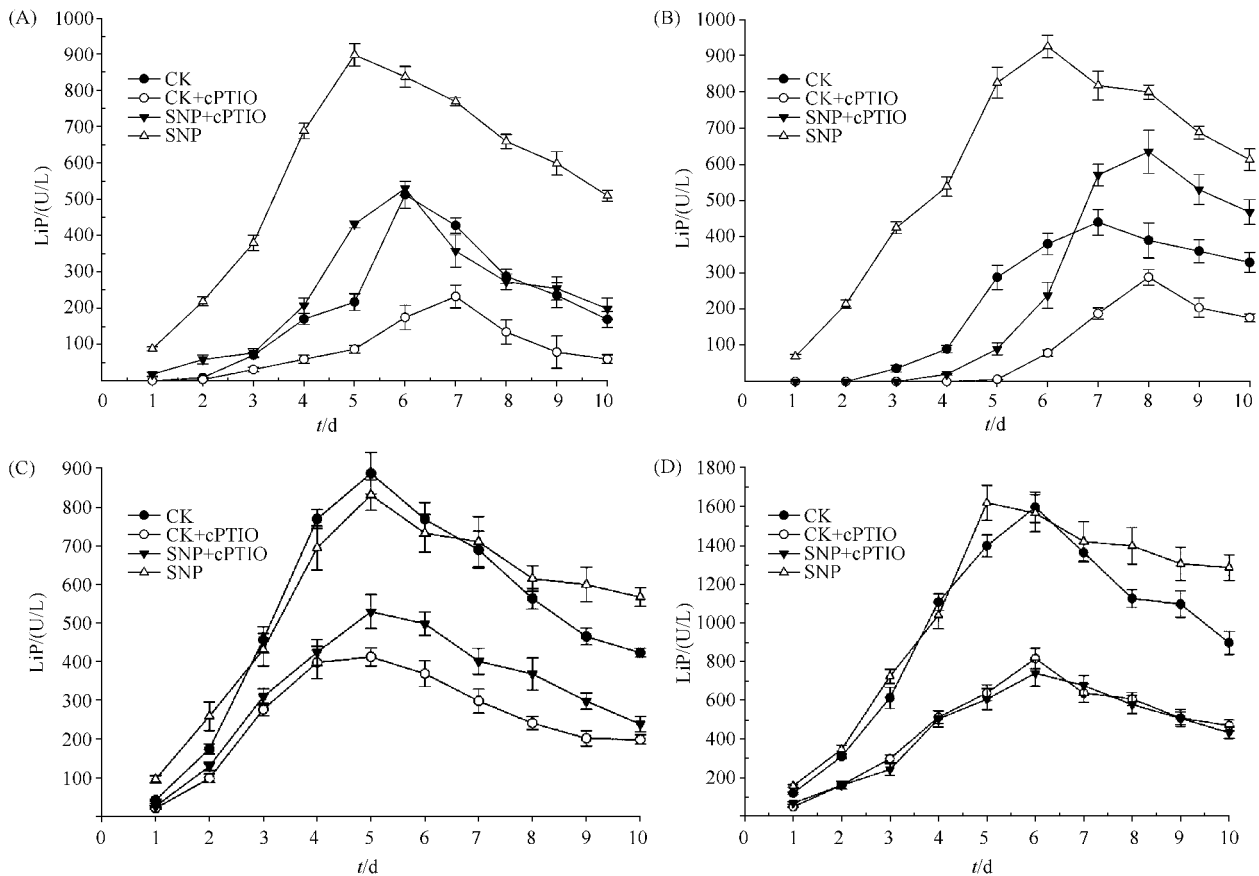 (A)
1000
900
800
700
600
500
400
300
200
100
0
1 2 3 4 5 6 7 8 9 10
LiP/(U/L)
t/d
CK
CK+cPTIO
SNP+cPTIO
SNP
(B)
1000
900
800
700
600
500
400
300
200
100
0
1 2 3 4 5 6 7 8 9 10
LiP/(U/L)
t/d
CK
CK+cPTIO
SNP+cPTIO
SNP
(C)
900
800
700
600
500
400
300
200
100
0
1 2 3 4 5 6 7 8 9 10
LiP/(U/L)
t/d
CK
CK+cPTIO
SNP+cPTIO
SNP
(D)
1800
1600
1400
1200
1000
800
600
400
200
0
1 2 3 4 5 6 7 8 9 10
LiP/(U/L)
t/d
CK
CK+cPTIO
SNP+cPTIO
SNP